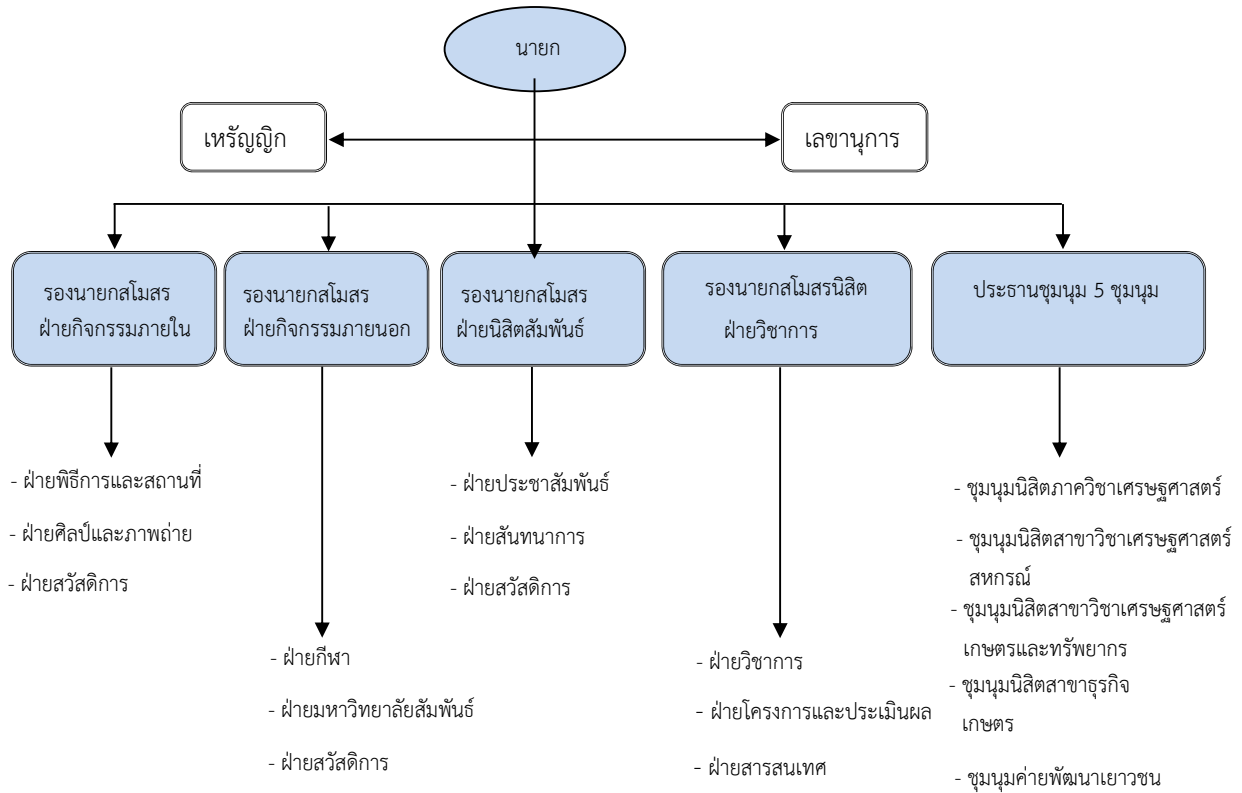 นายก
เหรัญญิก
เลขานุการ
รองนายกสโมสร
ฝ่ายกิจกรรมภายใน
รองนายกสโมสร
ฝ่ายกิจกรรมภายนอก
รองนายกสโมสร
ฝ่ายนิสิตสัมพันธ์
รองนายกสโมสรนิสิต
ฝ่ายวิชาการ
ประธานชุมนุม 5 ชุมนุม
- ฝ่ายพิธีการและสถานที่
- ฝ่ายศิลป์และภาพถ่าย
- ฝ่ายสวัสดิการ
- ฝ่ายกีฬา
- ฝ่ายมหาวิทยาลัยสัมพันธ์
- ฝ่ายสวัสดิการ
- ฝ่ายประชาสัมพันธ์
- ฝ่ายสันทนาการ
- ฝ่ายสวัสดิการ
- ฝ่ายวิชาการ
- ฝ่ายโครงการและประเมินผล
- ฝ่ายสารสนเทศ
- ชุมนุมนิสิตภาควิชาเศรษฐศาสตร์
- ชุมนุมนิสิตสาขาวิชาเศรษฐศาสตร์
สหกรณ์
- ชุมนุมนิสิตสาขาวิชาเศรษฐศาสตร์
เกษตรและทรัพยากร
- ชุมนุมนิสิตสาขาธุรกิจ
เกษตร
- ชุมนุมค่ายพัฒนาเยาวชน